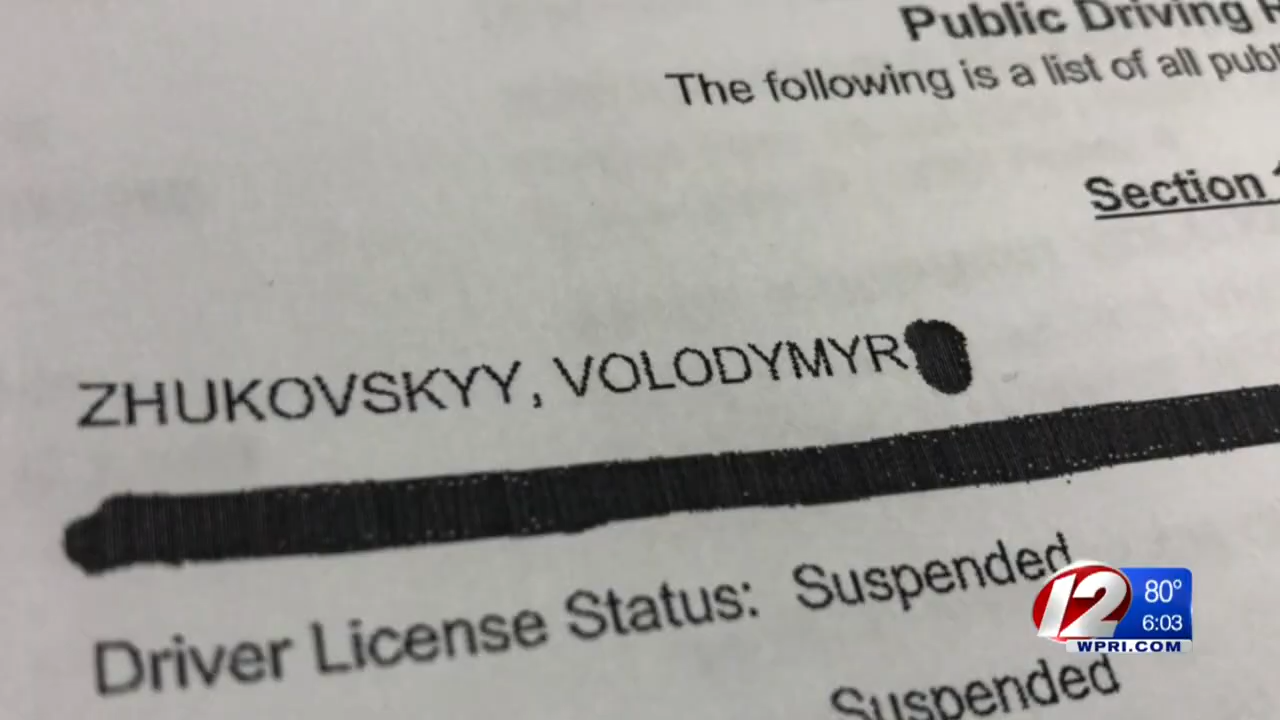 Public Driving
The following is a list of all publ
Section
ZHUKOVSKYY, VOLODYMYR
Driver License Status: Suspended
Suspended
12
80°
6:03
WPRI.COM